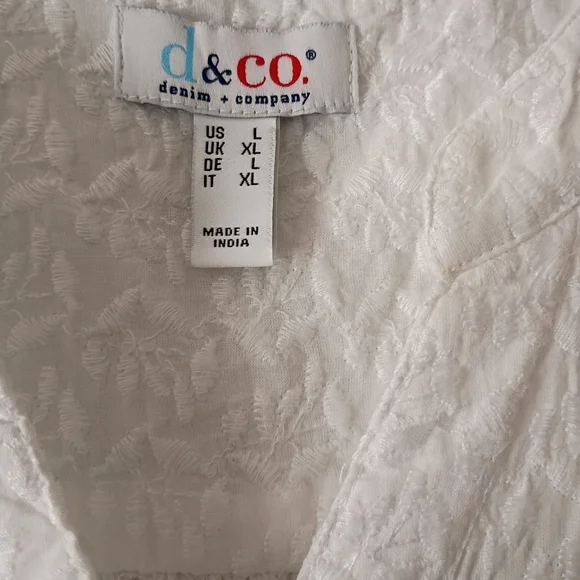 d&co.®
denim + company
US L
UK XL
DE L
IT XL
MADE IN
INDIA